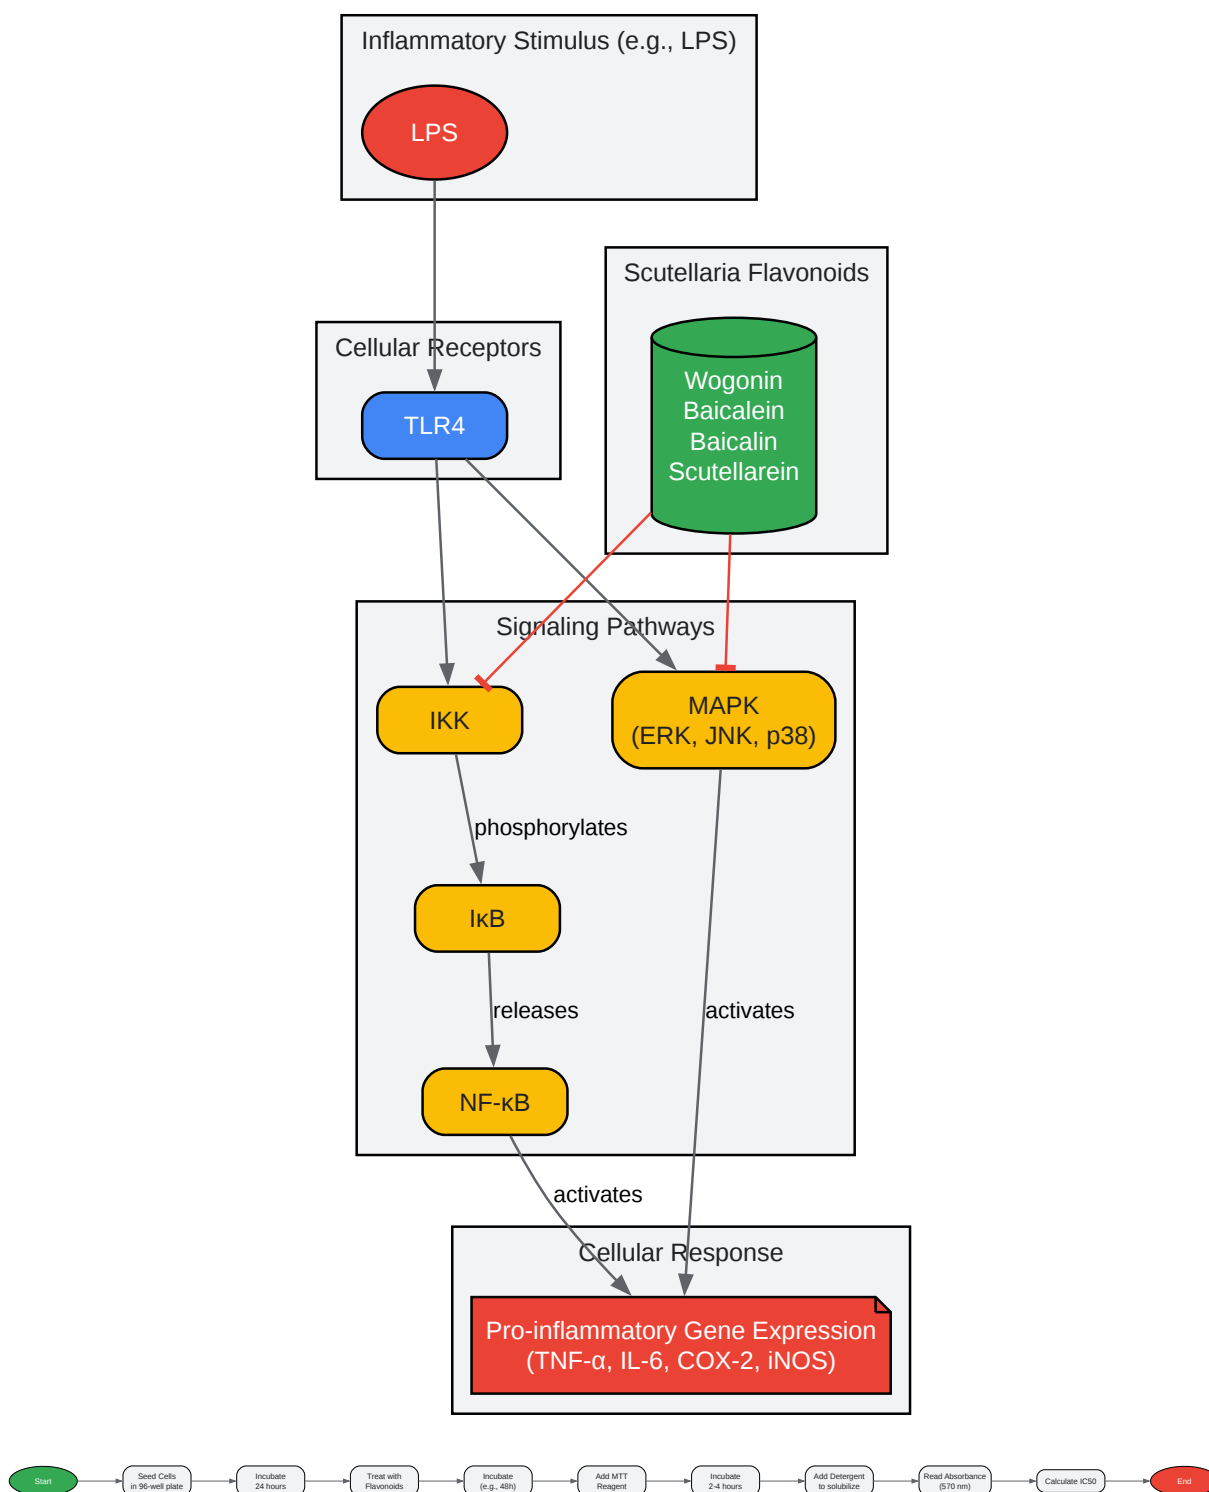 Inflammatory Stimulus (e.g., LPS)
LPS
Scutellaria Flavonoids
Wogonin
Baicalein
Baicalin
Scutellarein
Cellular Receptors
TLR4
Signaling Pathways
IKK
MAPK
(ERK, JNK, p38)
phosphorylates
IκB
releases
activates
NF-κB
activates
Cellular Response
Pro-inflammatory Gene Expression
(TNF-α, IL-6, COX-2, iNOS)
Start
Seed Cells
in 96-well plate
Incubate
24 hours
Treat with
Flavonoids
Incubate
(e.g., 48h)
Add MTT
Reagent
Incubate
2-4 hours
Add Detergent
to solubilize
Read Absorbance
(570 nm)
Calculate IC50
End